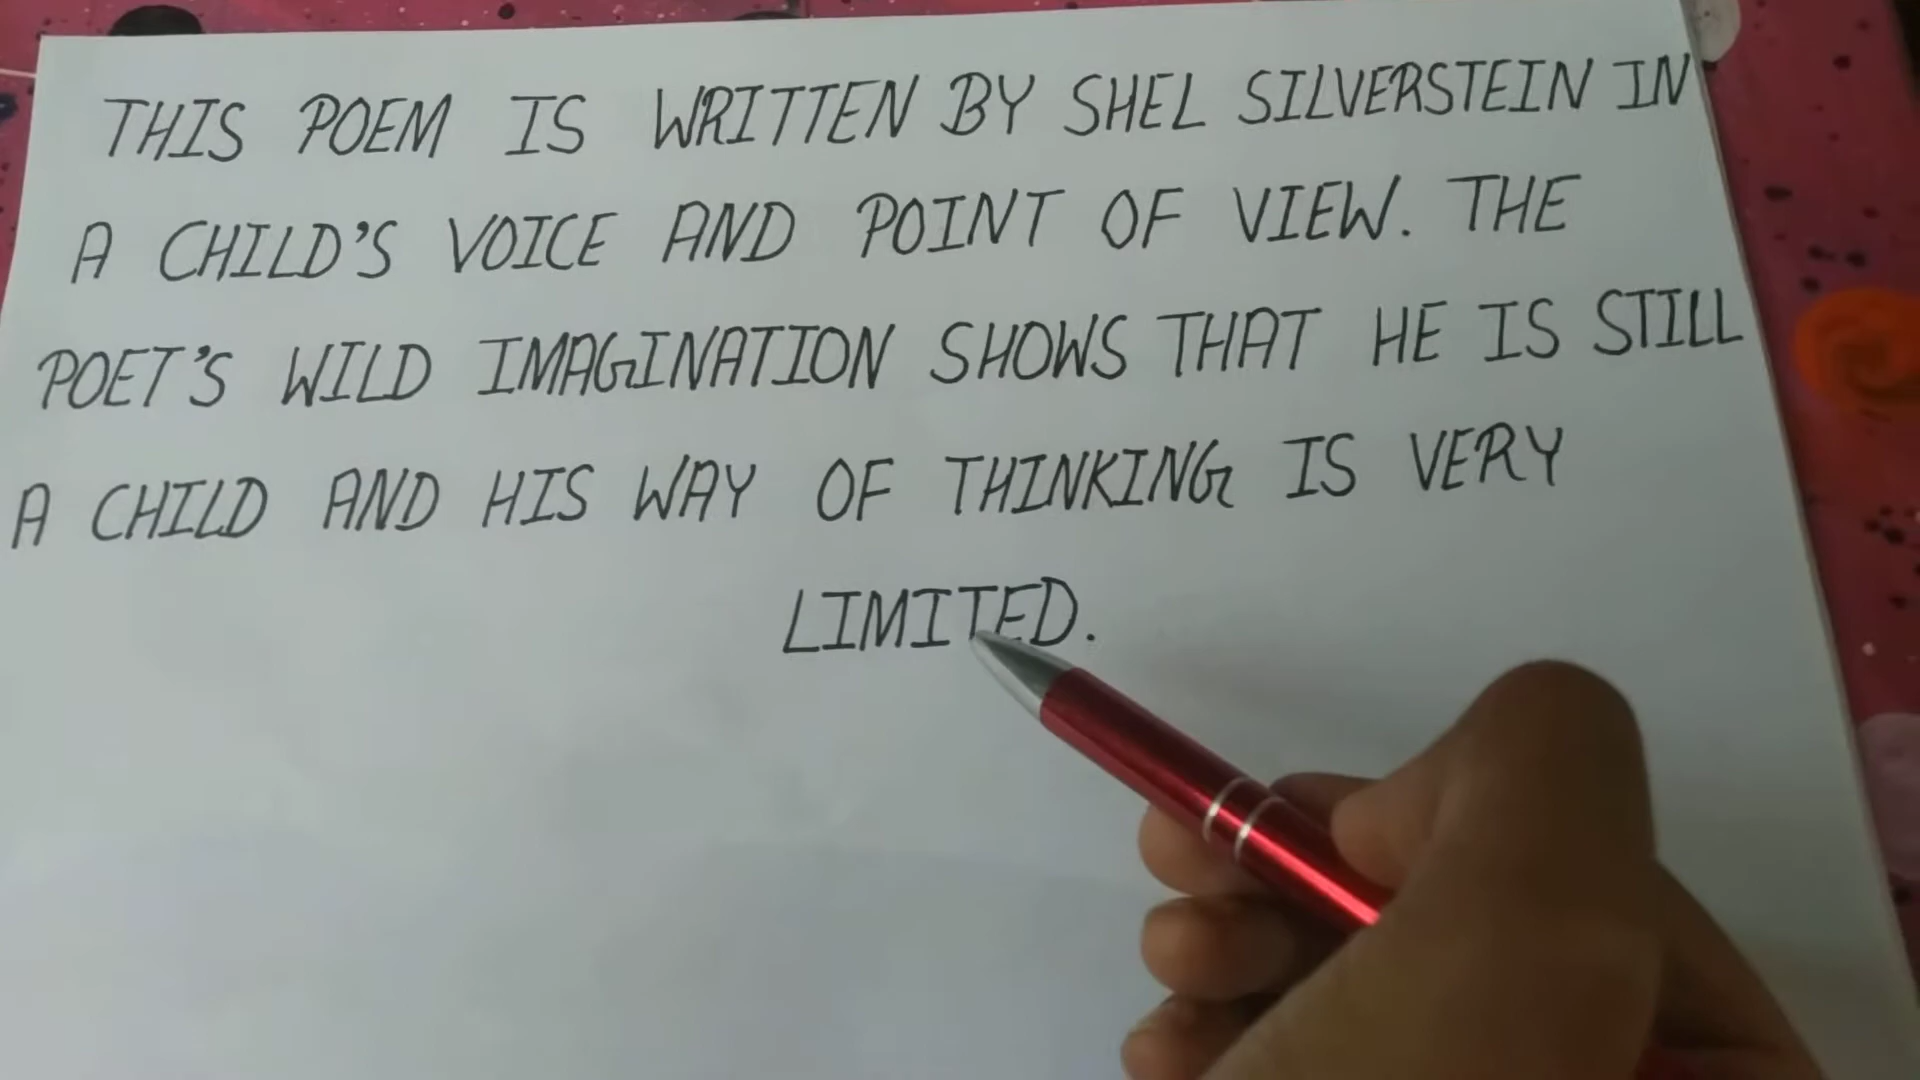 THIS POEM IS WRITTEN BY SHEL SILVERSTEIN IN
A CHILD'S VOICE AND POINT OF VIEW. THE
POET'S WILD IMAGINATION SHOWS THAT HE IS STILL
A CHILD AND HIS WAY OF THINKING IS VERY
LIMITED.